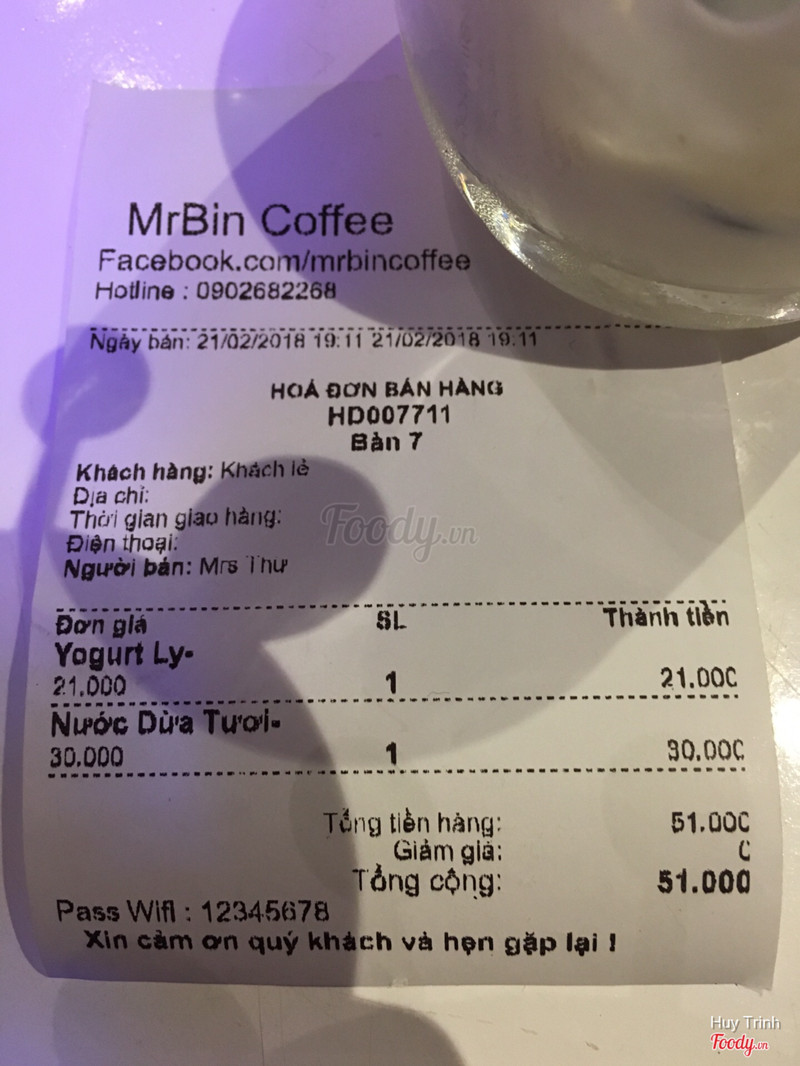 MrBin Coffee
Facebook.com/mrbincoffee
Hotline : 0902682268
Ngày bán: 21/02/2018 19:11 21/02/2018 19:11
HOÁ ĐƠN BÁN HÀNG
HD007711
Bàn 7
Khách hàng: Khách lẻ
Địa chỉ:
Thời gian giao hàng:
Foody.vn
Điện thoại:
Người bán: Mrs Thư
Đơn giá SL Thành tiền
Yogurt Ly-
21.000 1 21.000
Nước Dừa Tươi-
30.000 1 30.000
Tổng tiền hàng: 51.000
Giảm giá: 0
Tổng cộng: 51.000
Pass Wifi : 12345678
Xin cảm ơn quý khách và hẹn gặp lại !
Huy Trinh
Foody.vn